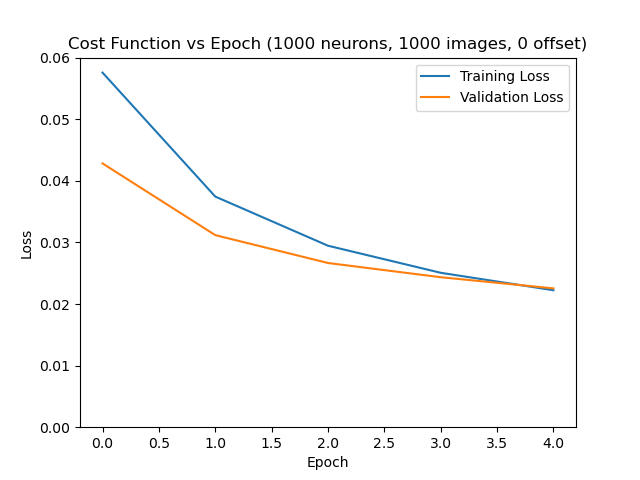 Cost Function vs Epoch (1000 neurons, 1000 images, 0 offset)
Training Loss
Validation Loss
0.06
0.05
0.04
0.03
0.02
0.01
0.00
Loss
0.0 0.5 1.0 1.5 2.0 2.5 3.0 3.5 4.0
Epoch